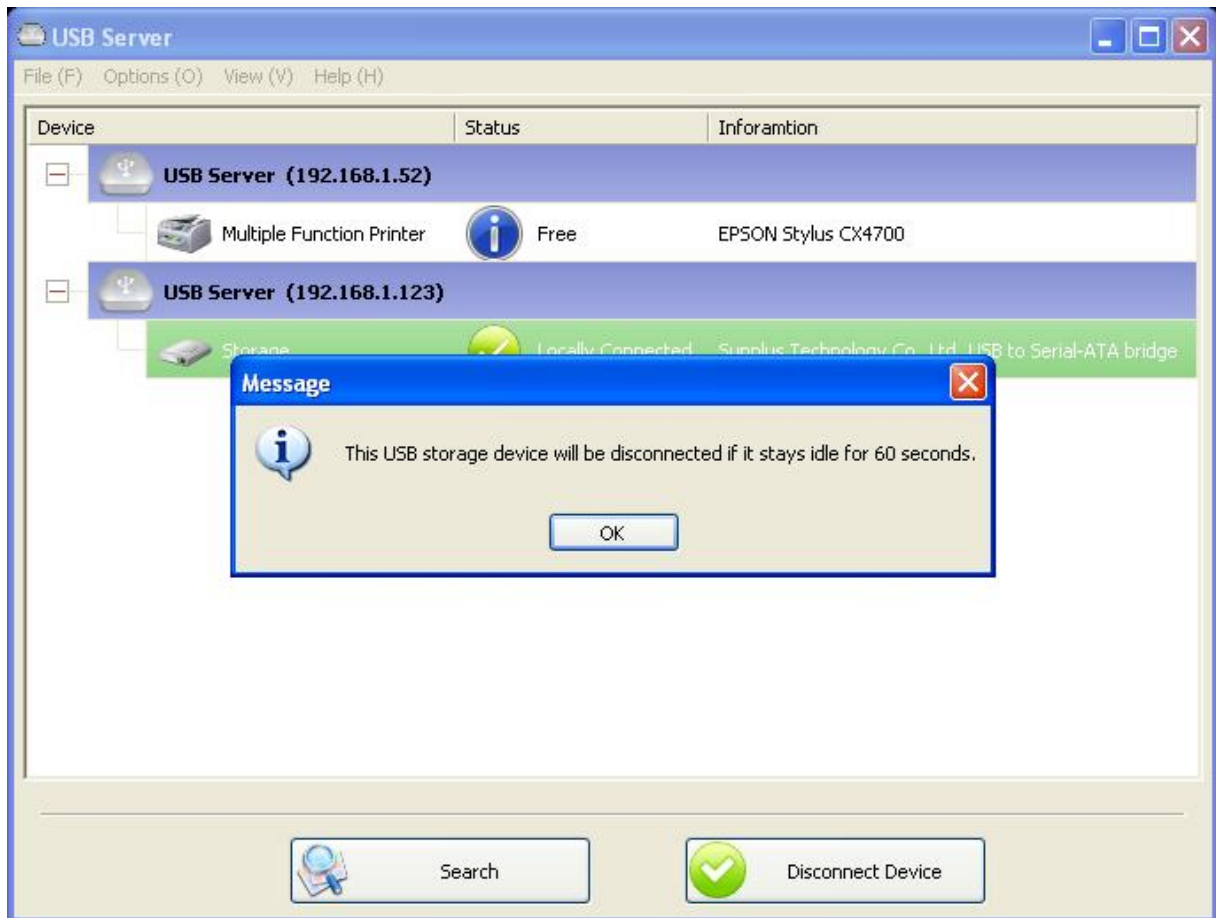 USB Server
File (F) Options (O) View (V) Help (H)
Device Status Inforamtion
USB Server (192.168.1.52)
Multiple Function Printer Free EPSON Stylus CX4700
USB Server (192.168.1.123)
Storage Locally Connected Sunplus Technology Co., Ltd. USB to Serial-ATA bridge
Message
This USB storage device will be disconnected if it stays idle for 60 seconds.
OK
Search Disconnect Device